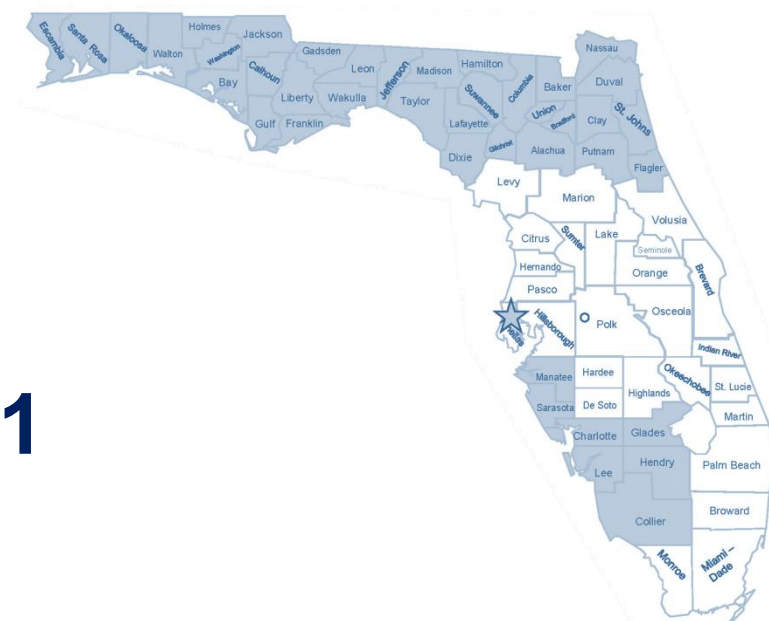 Escambia
Santa Rosa
Okaloosa
Walton
Holmes
Washington
Bay
Jackson
Calhoun
Gulf
Liberty
Franklin
Gadsden
Leon
Wakulla
Jefferson
Madison
Taylor
Hamilton
Suwannee
Lafayette
Dixie
Columbia
Gilchrist
Baker
Union
Bradford
Alachua
Nassau
Duval
Clay
St. Johns
Putnam
Flagler
Levy
Marion
Volusia
Citrus
Sumter
Lake
Seminole
Hernando
Orange
Brevard
Pasco
Hillsborough
Polk
Osceola
Indian River
Manatee
Hardee
Highlands
Okeechobee
St. Lucie
Sarasota
De Soto
Martin
1
Charlotte
Glades
Lee
Hendry
Palm Beach
Collier
Broward
Monroe
Miami –
Dade